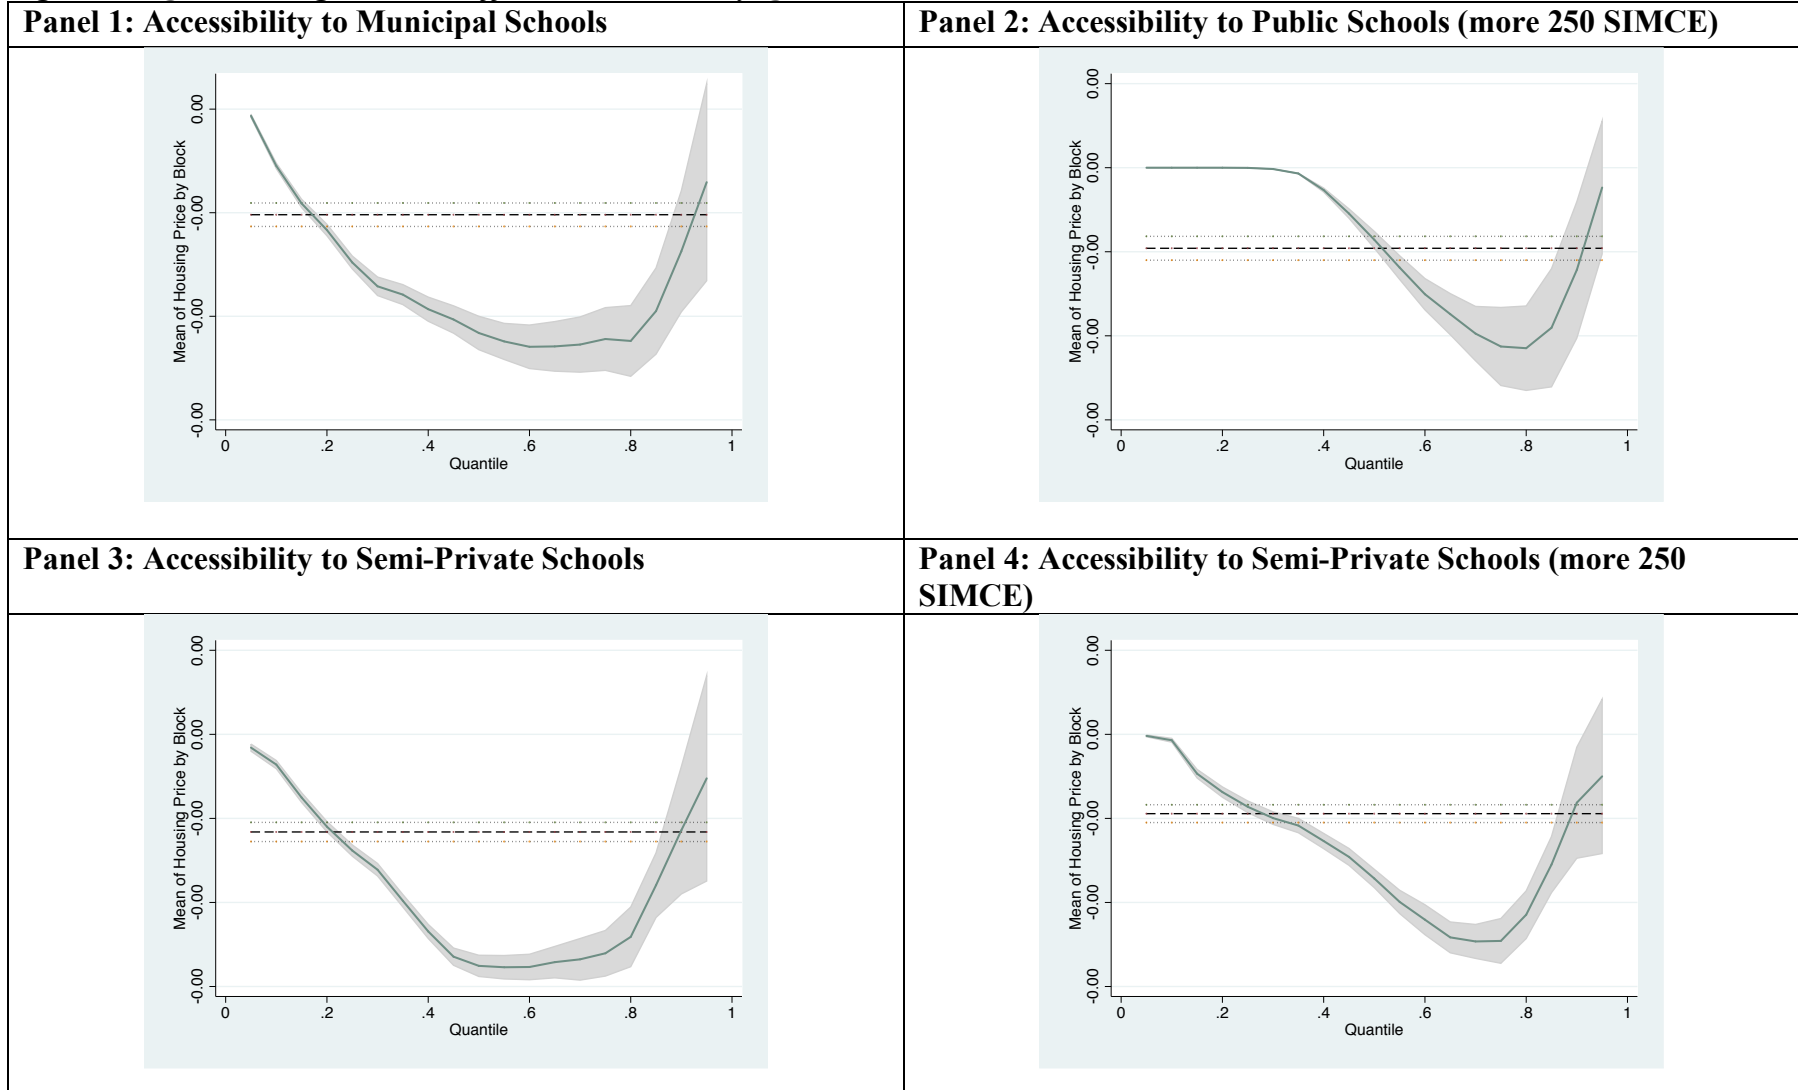 Panel 1: Accessibility to Municipal Schools
Panel 2: Accessibility to Public Schools (more 250 SIMCE)
Mean of Housing Price by Block
0.00
-0.00
-0.00
-0.00
0 .2 .4 .6 .8 1
Quantile
Mean of Housing Price by Block
0.00
0.00
-0.00
-0.00
-0.00
0 .2 .4 .6 .8 1
Quantile
Panel 3: Accessibility to Semi-Private Schools
Panel 4: Accessibility to Semi-Private Schools (more 250
SIMCE)
Mean of Housing Price by Block
0.00
0.00
-0.00
-0.00
-0.00
0 .2 .4 .6 .8 1
Quantile
Mean of Housing Price by Block
0.00
0.00
-0.00
-0.00
-0.00
0 .2 .4 .6 .8 1
Quantile